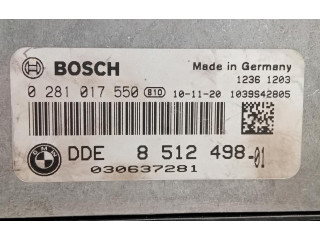 BOSCH
Made in Germany
1236 1203
0 281 017 550 810 10-11-20 1039S42805
BMW DDE 8 512 498-01
030637281